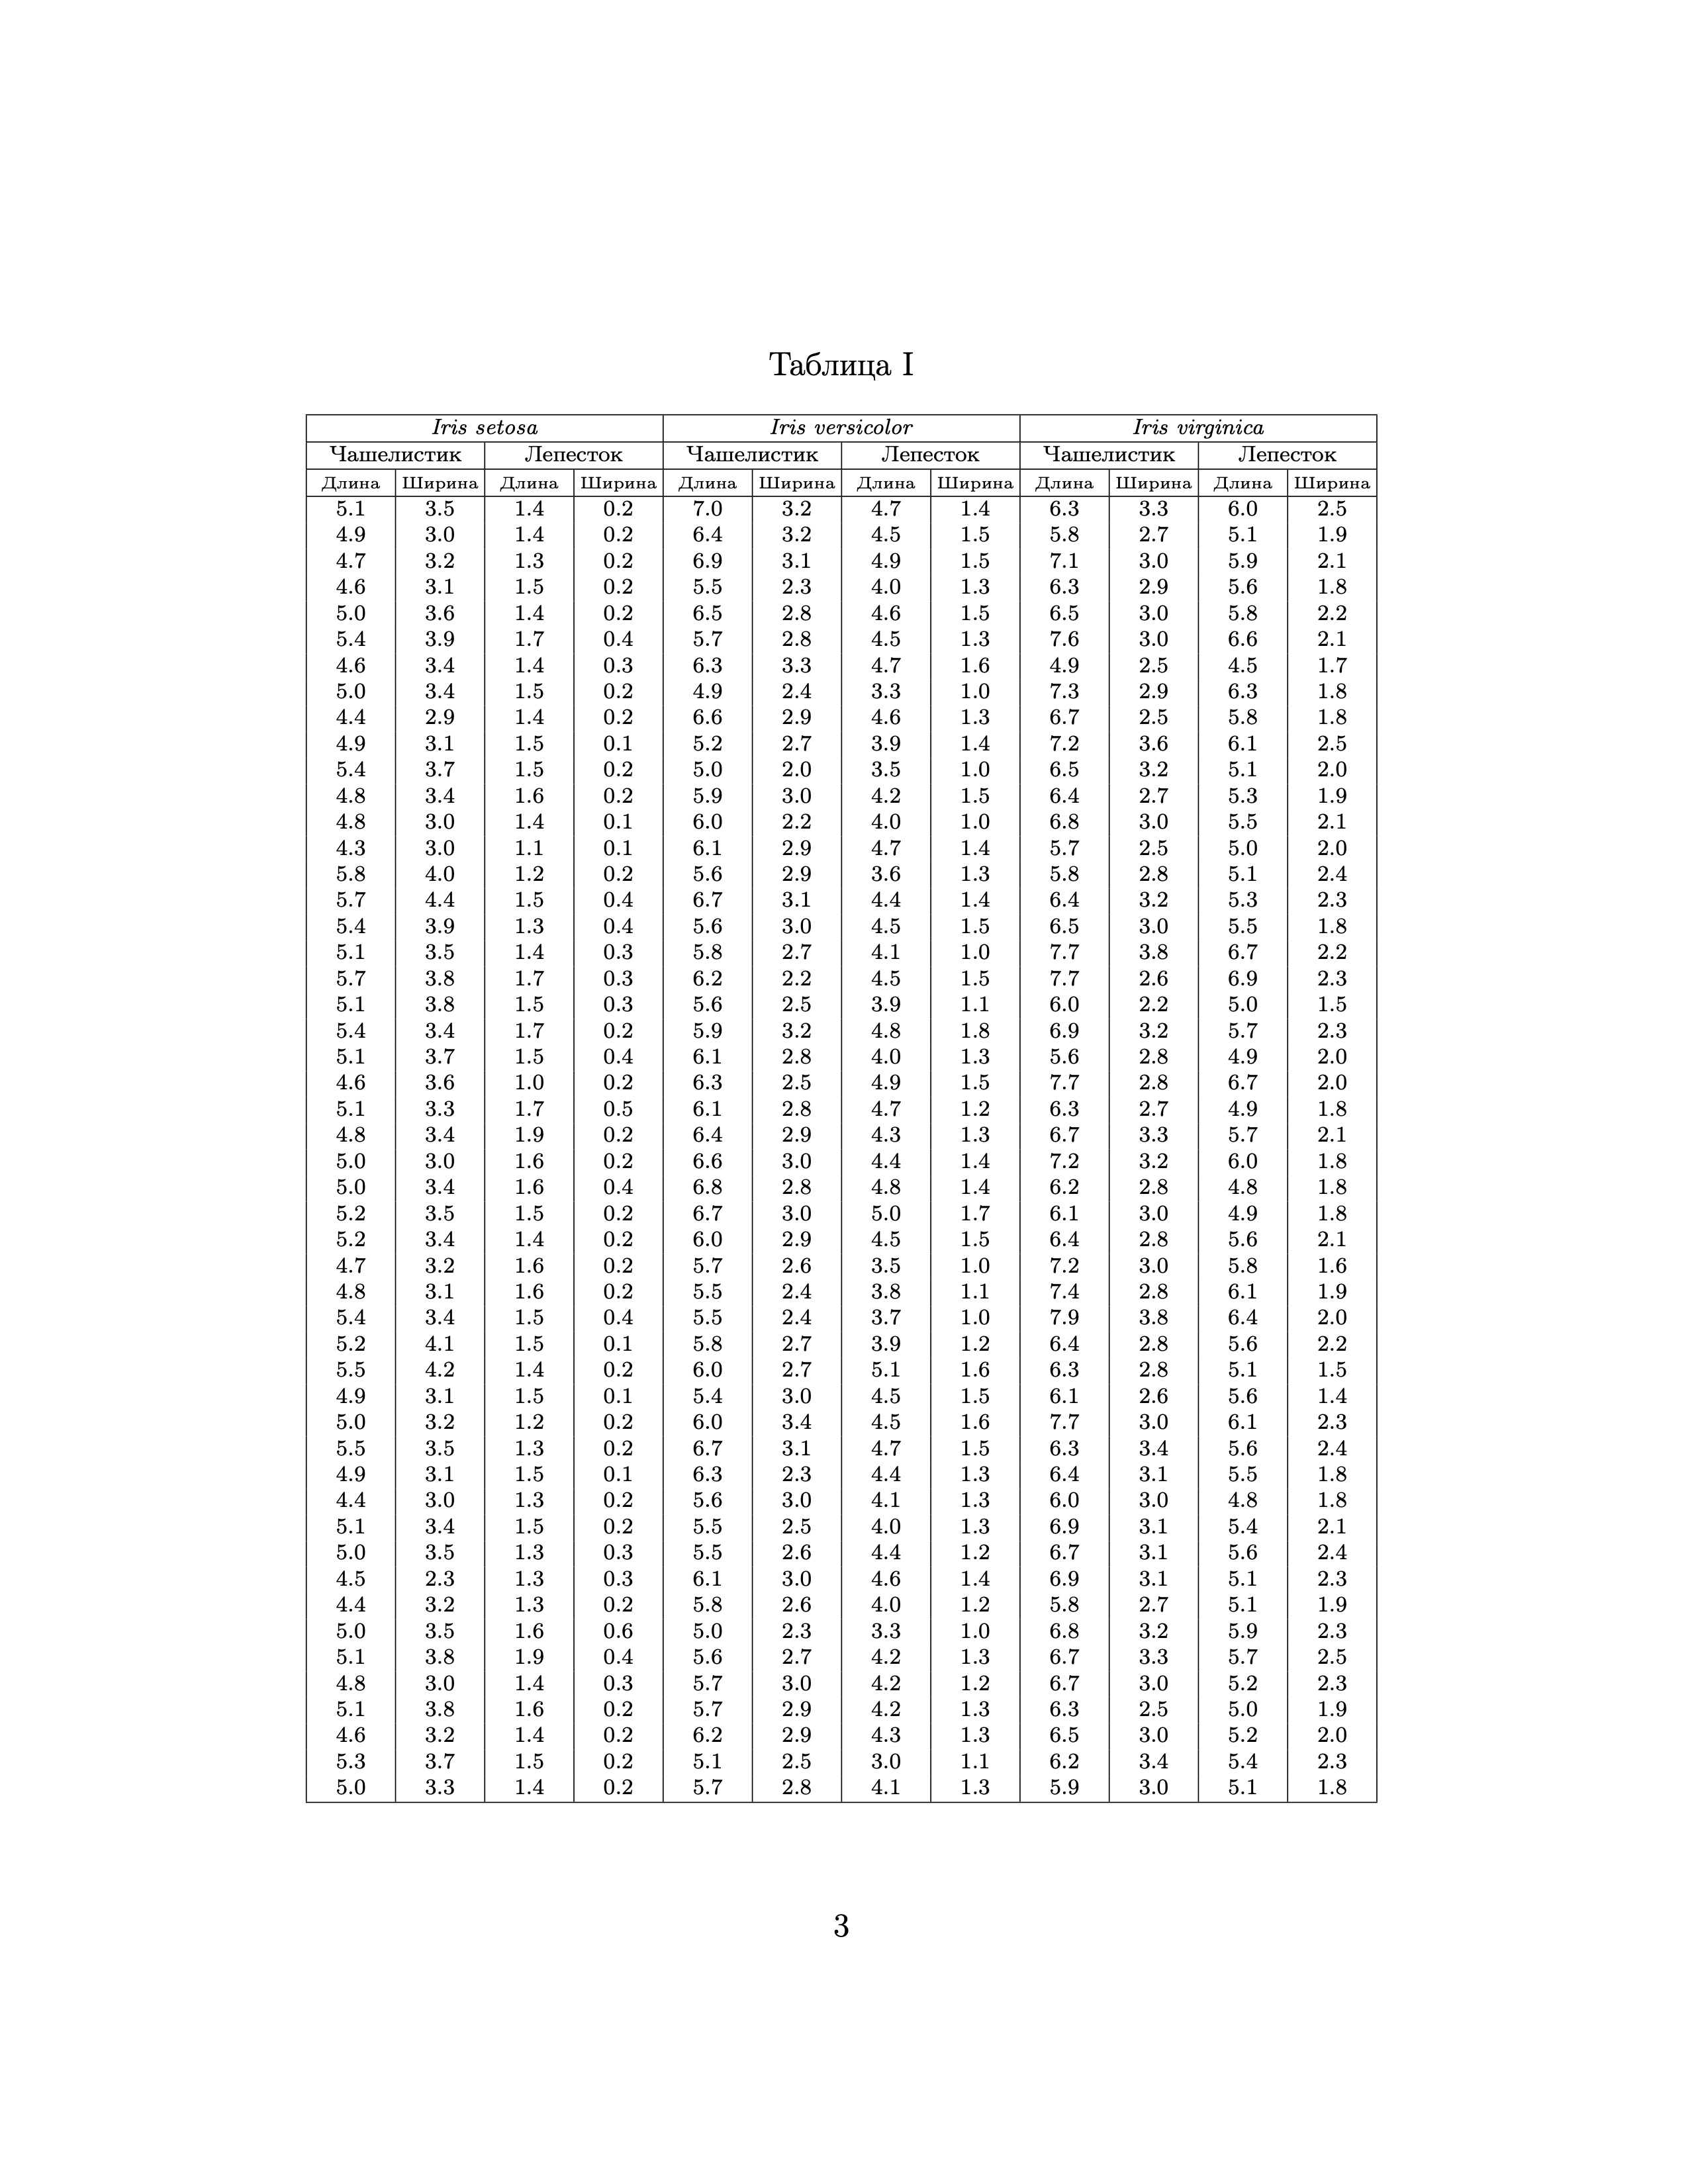 Таблица I
Iris setosa Iris versicolor Iris virginica
Чашелистик Лепесток Чашелистик Лепесток Чашелистик Лепесток
Длина Ширина Длина Ширина Длина Ширина Длина Ширина Длина Ширина Длина Ширина
5.1 3.5 1.4 0.2 7.0 3.2 4.7 1.4 6.3 3.3 6.0 2.5
4.9 3.0 1.4 0.2 6.4 3.2 4.5 1.5 5.8 2.7 5.1 1.9
4.7 3.2 1.3 0.2 6.9 3.1 4.9 1.5 7.1 3.0 5.9 2.1
4.6 3.1 1.5 0.2 5.5 2.3 4.0 1.3 6.3 2.9 5.6 1.8
5.0 3.6 1.4 0.2 6.5 2.8 4.6 1.5 6.5 3.0 5.8 2.2
5.4 3.9 1.7 0.4 5.7 2.8 4.5 1.3 7.6 3.0 6.6 2.1
4.6 3.4 1.4 0.3 6.3 3.3 4.7 1.6 4.9 2.5 4.5 1.7
5.0 3.4 1.5 0.2 4.9 2.4 3.3 1.0 7.3 2.9 6.3 1.8
4.4 2.9 1.4 0.2 6.6 2.9 4.6 1.3 6.7 2.5 5.8 1.8
4.9 3.1 1.5 0.1 5.2 2.7 3.9 1.4 7.2 3.6 6.1 2.5
5.4 3.7 1.5 0.2 5.0 2.0 3.5 1.0 6.5 3.2 5.1 2.0
4.8 3.4 1.6 0.2 5.9 3.0 4.2 1.5 6.4 2.7 5.3 1.9
4.8 3.0 1.4 0.1 6.0 2.2 4.0 1.0 6.8 3.0 5.5 2.1
4.3 3.0 1.1 0.1 6.1 2.9 4.7 1.4 5.7 2.5 5.0 2.0
5.8 4.0 1.2 0.2 5.6 2.9 3.6 1.3 5.8 2.8 5.1 2.4
5.7 4.4 1.5 0.4 6.7 3.1 4.4 1.4 6.4 3.2 5.3 2.3
5.4 3.9 1.3 0.4 5.6 3.0 4.5 1.5 6.5 3.0 5.5 1.8
5.1 3.5 1.4 0.3 5.8 2.7 4.1 1.0 7.7 3.8 6.7 2.2
5.7 3.8 1.7 0.3 6.2 2.2 4.5 1.5 7.7 2.6 6.9 2.3
5.1 3.8 1.5 0.3 5.6 2.5 3.9 1.1 6.0 2.2 5.0 1.5
5.4 3.4 1.7 0.2 5.9 3.2 4.8 1.8 6.9 3.2 5.7 2.3
5.1 3.7 1.5 0.4 6.1 2.8 4.0 1.3 5.6 2.8 4.9 2.0
4.6 3.6 1.0 0.2 6.3 2.5 4.9 1.5 7.7 2.8 6.7 2.0
5.1 3.3 1.7 0.5 6.1 2.8 4.7 1.2 6.3 2.7 4.9 1.8
4.8 3.4 1.9 0.2 6.4 2.9 4.3 1.3 6.7 3.3 5.7 2.1
5.0 3.0 1.6 0.2 6.6 3.0 4.4 1.4 7.2 3.2 6.0 1.8
5.0 3.4 1.6 0.4 6.8 2.8 4.8 1.4 6.2 2.8 4.8 1.8
5.2 3.5 1.5 0.2 6.7 3.0 5.0 1.7 6.1 3.0 4.9 1.8
5.2 3.4 1.4 0.2 6.0 2.9 4.5 1.5 6.4 2.8 5.6 2.1
4.7 3.2 1.6 0.2 5.7 2.6 3.5 1.0 7.2 3.0 5.8 1.6
4.8 3.1 1.6 0.2 5.5 2.4 3.8 1.1 7.4 2.8 6.1 1.9
5.4 3.4 1.5 0.4 5.5 2.4 3.7 1.0 7.9 3.8 6.4 2.0
5.2 4.1 1.5 0.1 5.8 2.7 3.9 1.2 6.4 2.8 5.6 2.2
5.5 4.2 1.4 0.2 6.0 2.7 5.1 1.6 6.3 2.8 5.1 1.5
4.9 3.1 1.5 0.1 5.4 3.0 4.5 1.5 6.1 2.6 5.6 1.4
5.0 3.2 1.2 0.2 6.0 3.4 4.5 1.6 7.7 3.0 6.1 2.3
5.5 3.5 1.3 0.2 6.7 3.1 4.7 1.5 6.3 3.4 5.6 2.4
4.9 3.1 1.5 0.1 6.3 2.3 4.4 1.3 6.4 3.1 5.5 1.8
4.4 3.0 1.3 0.2 5.6 3.0 4.1 1.3 6.0 3.0 4.8 1.8
5.1 3.4 1.5 0.2 5.5 2.5 4.0 1.3 6.9 3.1 5.4 2.1
5.0 3.5 1.3 0.3 5.5 2.6 4.4 1.2 6.7 3.1 5.6 2.4
4.5 2.3 1.3 0.3 6.1 3.0 4.6 1.4 6.9 3.1 5.1 2.3
4.4 3.2 1.3 0.2 5.8 2.6 4.0 1.2 5.8 2.7 5.1 1.9
5.0 3.5 1.6 0.6 5.0 2.3 3.3 1.0 6.8 3.2 5.9 2.3
5.1 3.8 1.9 0.4 5.6 2.7 4.2 1.3 6.7 3.3 5.7 2.5
4.8 3.0 1.4 0.3 5.7 3.0 4.2 1.2 6.7 3.0 5.2 2.3
5.1 3.8 1.6 0.2 5.7 2.9 4.2 1.3 6.3 2.5 5.0 1.9
4.6 3.2 1.4 0.2 6.2 2.9 4.3 1.3 6.5 3.0 5.2 2.0
5.3 3.7 1.5 0.2 5.1 2.5 3.0 1.1 6.2 3.4 5.4 2.3
5.0 3.3 1.4 0.2 5.7 2.8 4.1 1.3 5.9 3.0 5.1 1.8
3